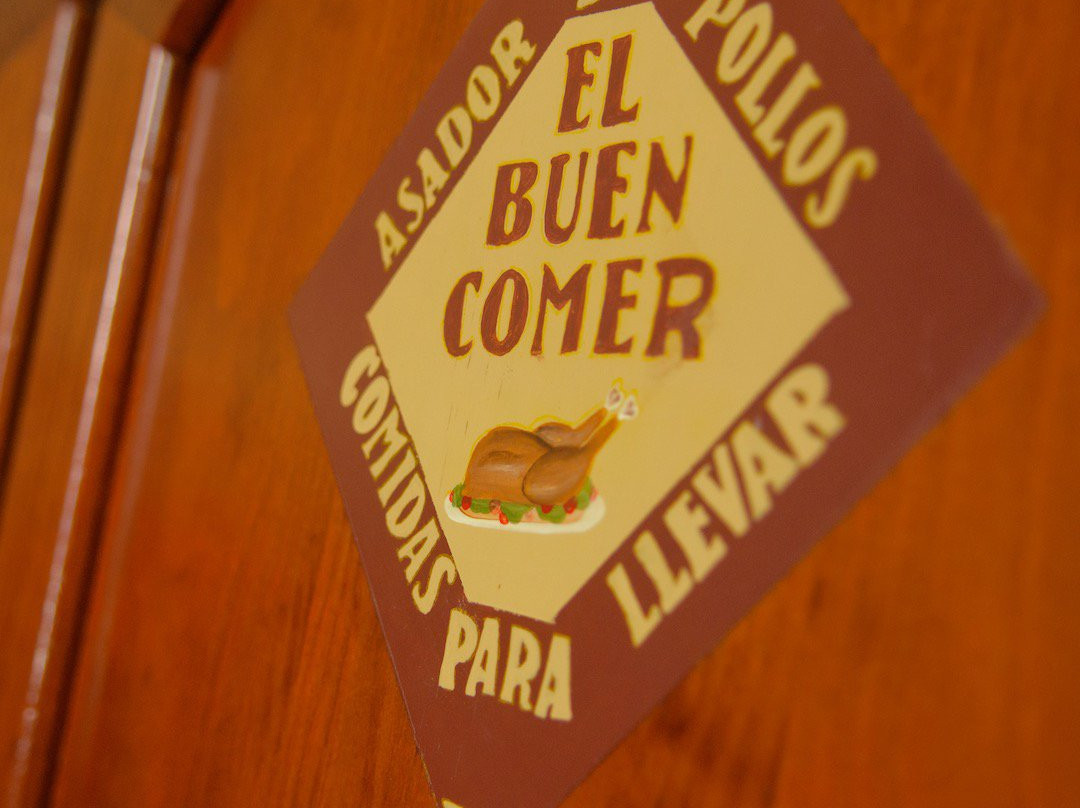 ASADOR
POLLOS
EL
BUEN
COMER
COMIDAS
PARA
LLEVAR